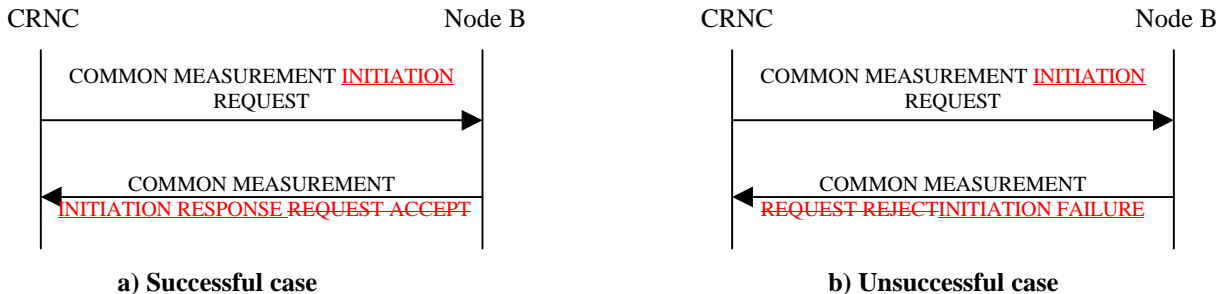 CRNC Node B
COMMON MEASUREMENT INITIATION
REQUEST
COMMON MEASUREMENT
INITIATION RESPONSE REQUEST ACCEPT
a) Successful case
CRNC Node B
COMMON MEASUREMENT INITIATION
REQUEST
COMMON MEASUREMENT
REQUEST REJECTINITIATION FAILURE
b) Unsuccessful case